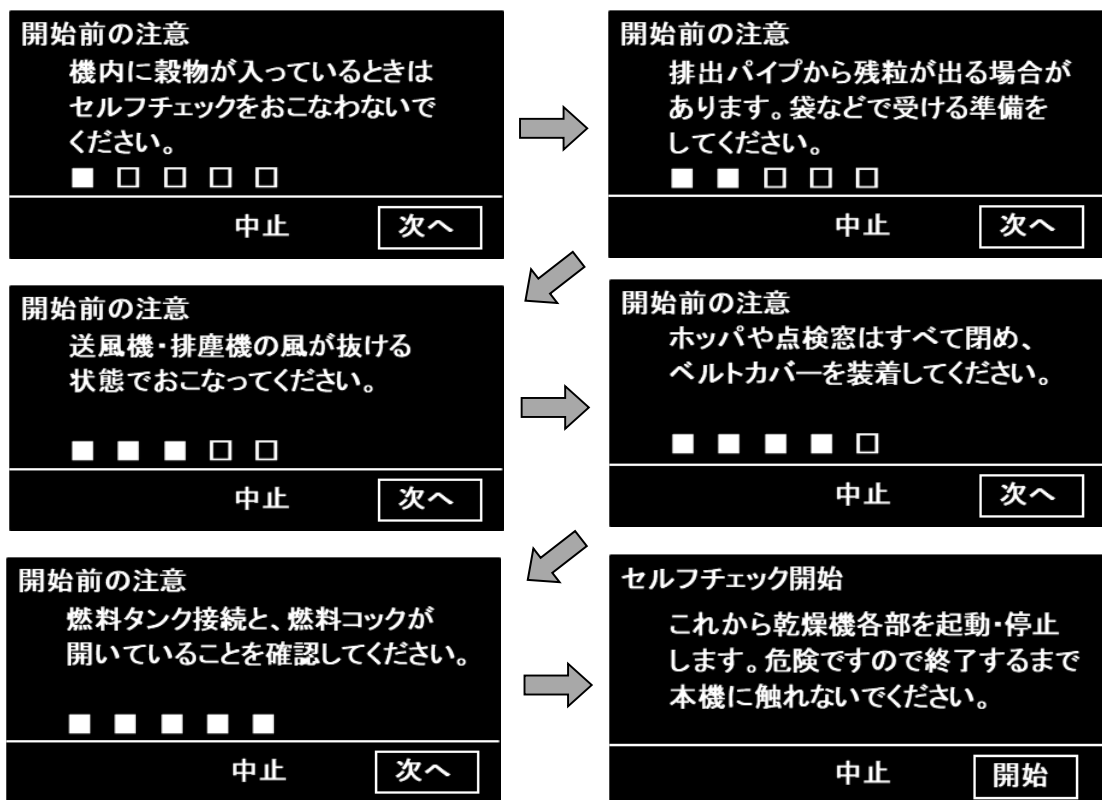 開始前の注意
機内に穀物が入っているときは
セルフチェックをおこなわないで
ください。
■ □ □ □ □
中止 次へ
開始前の注意
排出パイプから残粒が出る場合が
あります。袋などで受ける準備を
してください。
■ ■ □ □ □
中止 次へ
開始前の注意
送風機・排塵機の風が抜ける
状態でおこなってください。
■ ■ ■ □ □
中止 次へ
開始前の注意
ホッパや点検窓はすべて閉め、
ベルトカバーを装着してください。
■ ■ ■ ■ □
中止 次へ
開始前の注意
燃料タンク接続と、燃料コックが
開いていることを確認してください。
■ ■ ■ ■ ■
中止 次へ
セルフチェック開始
これから乾燥機各部を起動・停止
します。危険ですので終了するまで
本機に触れないでください。
中止 開始